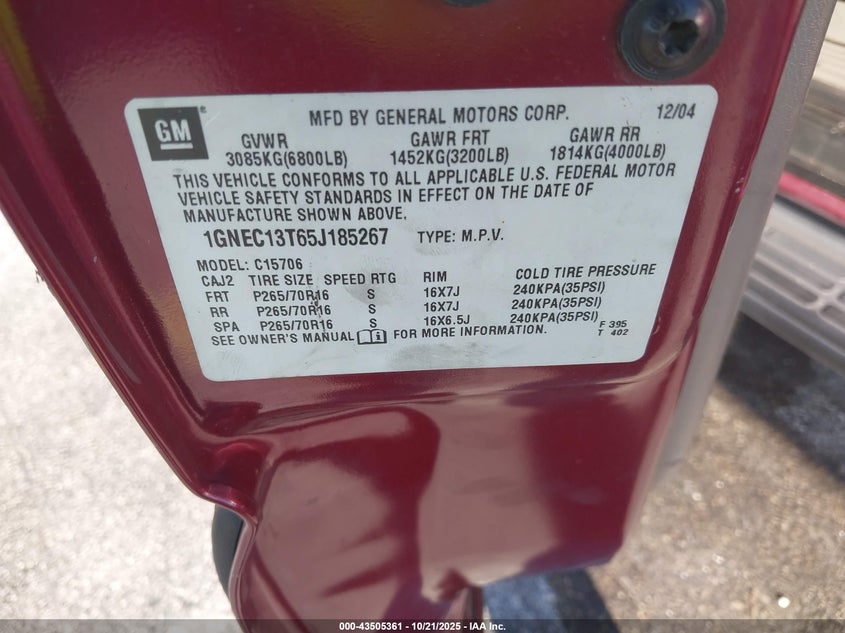 GM ®
MFD BY GENERAL MOTORS CORP. 12/04
GVWR GAWR FRT GAWR RR
3085KG(6800LB) 1452KG(3200LB) 1814KG(4000LB)
THIS VEHICLE CONFORMS TO ALL APPLICABLE U.S. FEDERAL MOTOR
VEHICLE SAFETY STANDARDS IN EFFECT ON THE DATE OF
MANUFACTURE SHOWN ABOVE.
1GNEC13T65J185267 TYPE: M.P.V.
MODEL: C15706
CAJ2 TIRE SIZE SPEED RTG RIM COLD TIRE PRESSURE
FRT P265/70R16 S 16X7J 240KPA(35PSI)
RR P265/70R16 S 16X7J 240KPA(35PSI)
SPA P265/70R16 S 16X6.5J 240KPA(35PSI)
SEE OWNER'S MANUAL FOR MORE INFORMATION.
F 395
T 402
000-43505361 - 10/21/2025 - IAA Inc.